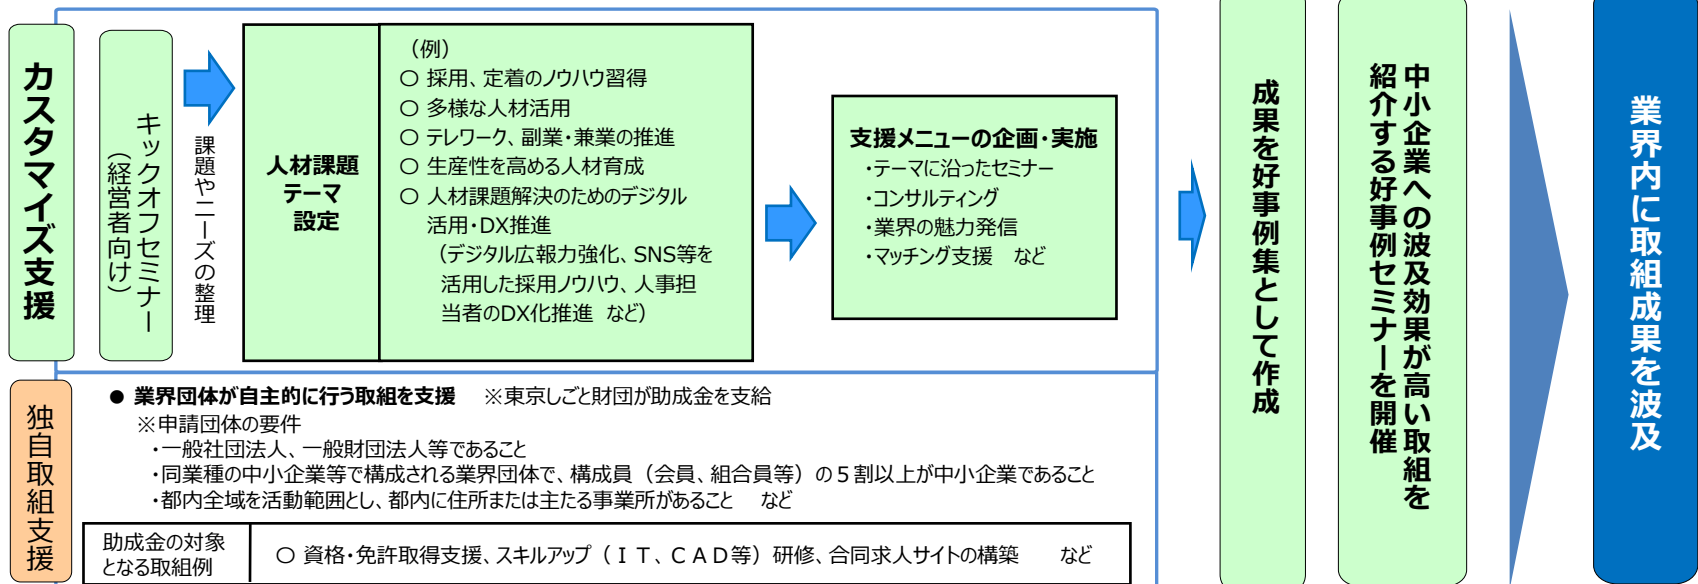 カスタマイズ支援
キックオフセミナー
（経営者向け）
課題やニーズの整理
人材課題
テーマ
設定
（例）
○ 採用、定着のノウハウ習得
○ 多様な人材活用
○ テレワーク、副業・兼業の推進
○ 生産性を高める人材育成
○ 人材課題解決のためのデジタル
活用・DX推進
（デジタル広報力強化、SNS等を
活用した採用ノウハウ、人事担
当者のDX化推進 など）
支援メニューの企画・実施
・テーマに沿ったセミナー
・コンサルティング
・業界の魅力発信
・マッチング支援 など
独自取組支援
● 業界団体が自主的に行う取組を支援 ※東京しごと財団が助成金を支給
※申請団体の要件
・一般社団法人、一般財団法人等であること
・同業種の中小企業等で構成される業界団体で、構成員（会員、組合員等）の５割以上が中小企業であること
・都内全域を活動範囲とし、都内に住所または主たる事業所があること など
助成金の対象
となる取組例
○ 資格・免許取得支援、スキルアップ（ＩＴ、ＣＡＤ等）研修、合同求人サイトの構築 など
成果を好事例集として作成
中小企業への波及効果が高い取組を
紹介する好事例セミナーを開催
業界内に取組成果を波及